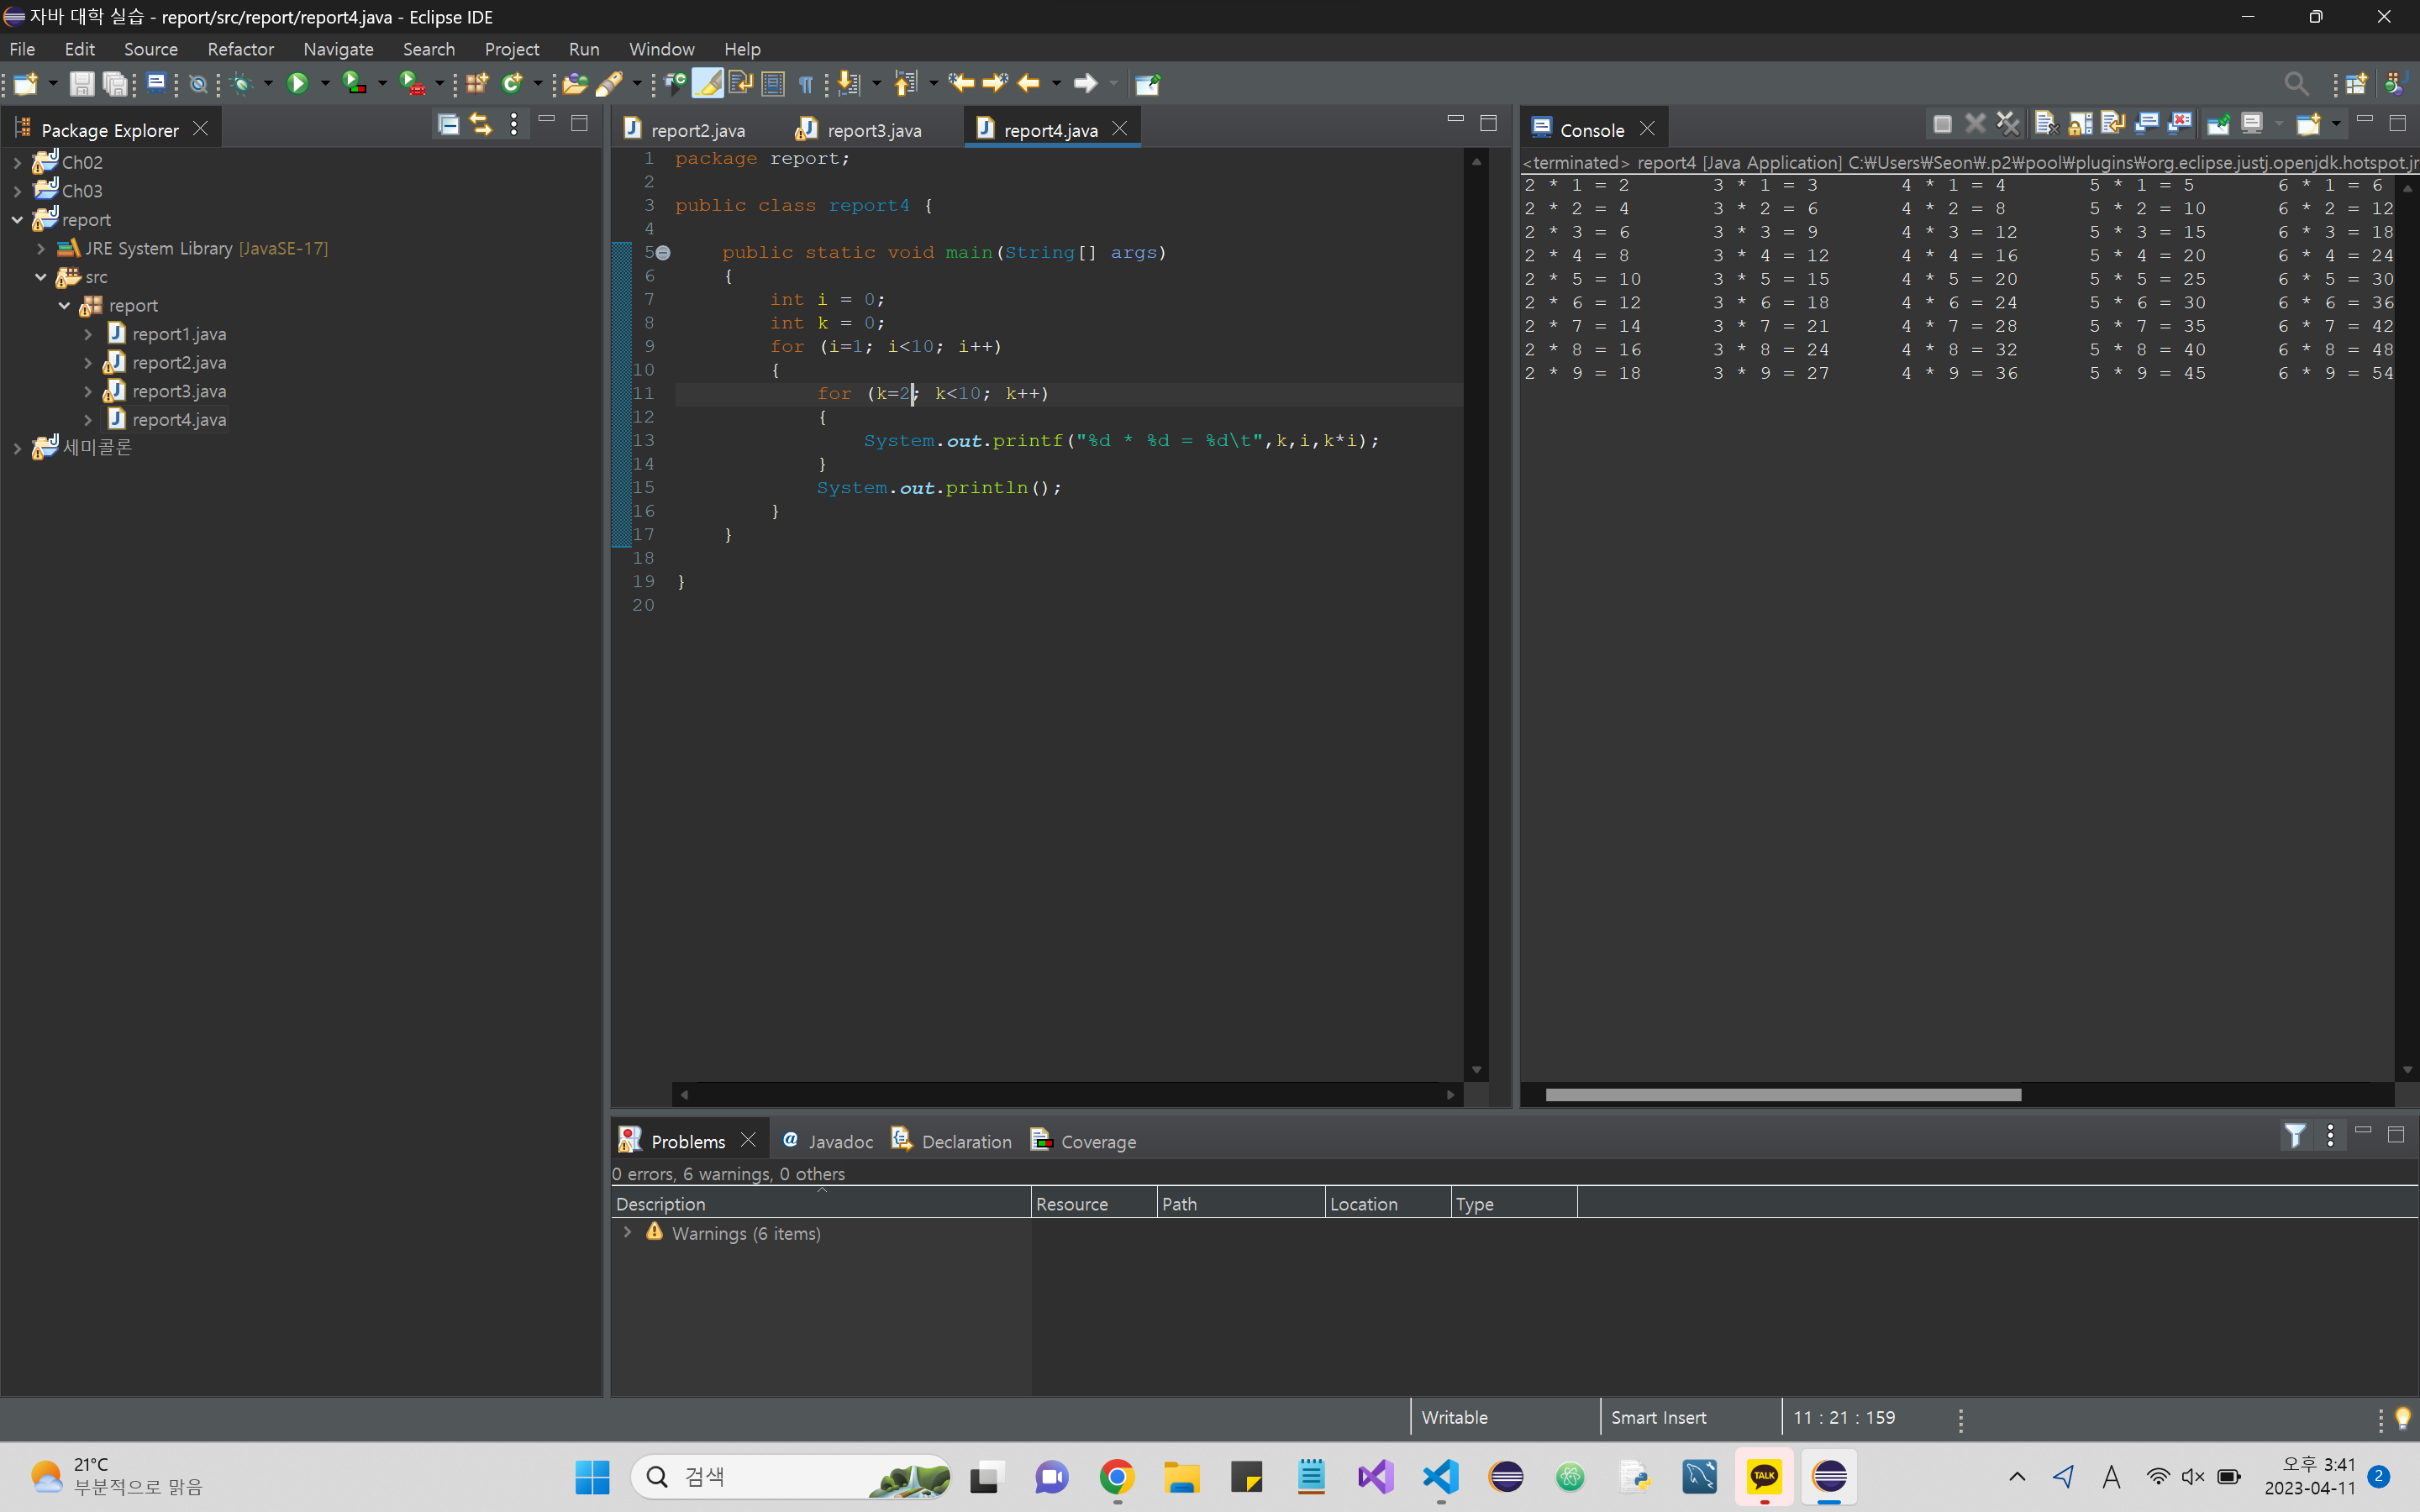 자바 대학 실습 - report/src/report/report4.java - Eclipse IDE
File Edit Source Refactor Navigate Search Project Run Window Help
Package Explorer
Ch02
Ch03
report
JRE System Library [JavaSE-17]
src
report
report1.java
report2.java
report3.java
report4.java
세미콜론
report2.java report3.java report4.java
1 package report;
2
3 public class report4 {
4
5 public static void main(String[] args)
6 {
7 int i = 0;
8 int k = 0;
9 for (i=1; i<10; i++)
10 {
11 for (k=2; k<10; k++)
12 {
13 System.out.printf("%d * %d = %d\t",k,i,k*i);
14 }
15 System.out.println();
16 }
17 }
18
19 }
20
Console
<terminated> report4 [Java Application] C:₩Users₩Seon₩.p2₩pool₩plugins₩org.eclipse.justj.openjdk.hotspot.jr
2 * 1 = 2 3 * 1 = 3 4 * 1 = 4 5 * 1 = 5 6 * 1 = 6
2 * 2 = 4 3 * 2 = 6 4 * 2 = 8 5 * 2 = 10 6 * 2 = 12
2 * 3 = 6 3 * 3 = 9 4 * 3 = 12 5 * 3 = 15 6 * 3 = 18
2 * 4 = 8 3 * 4 = 12 4 * 4 = 16 5 * 4 = 20 6 * 4 = 24
2 * 5 = 10 3 * 5 = 15 4 * 5 = 20 5 * 5 = 25 6 * 5 = 30
2 * 6 = 12 3 * 6 = 18 4 * 6 = 24 5 * 6 = 30 6 * 6 = 36
2 * 7 = 14 3 * 7 = 21 4 * 7 = 28 5 * 7 = 35 6 * 7 = 42
2 * 8 = 16 3 * 8 = 24 4 * 8 = 32 5 * 8 = 40 6 * 8 = 48
2 * 9 = 18 3 * 9 = 27 4 * 9 = 36 5 * 9 = 45 6 * 9 = 54
Problems Javadoc Declaration Coverage
0 errors, 6 warnings, 0 others
Description Resource Path Location Type
Warnings (6 items)
Writable Smart Insert 11 : 21 : 159
21°C
부분적으로 맑음
검색
TALK
A
오후 3:41
2023-04-11
2